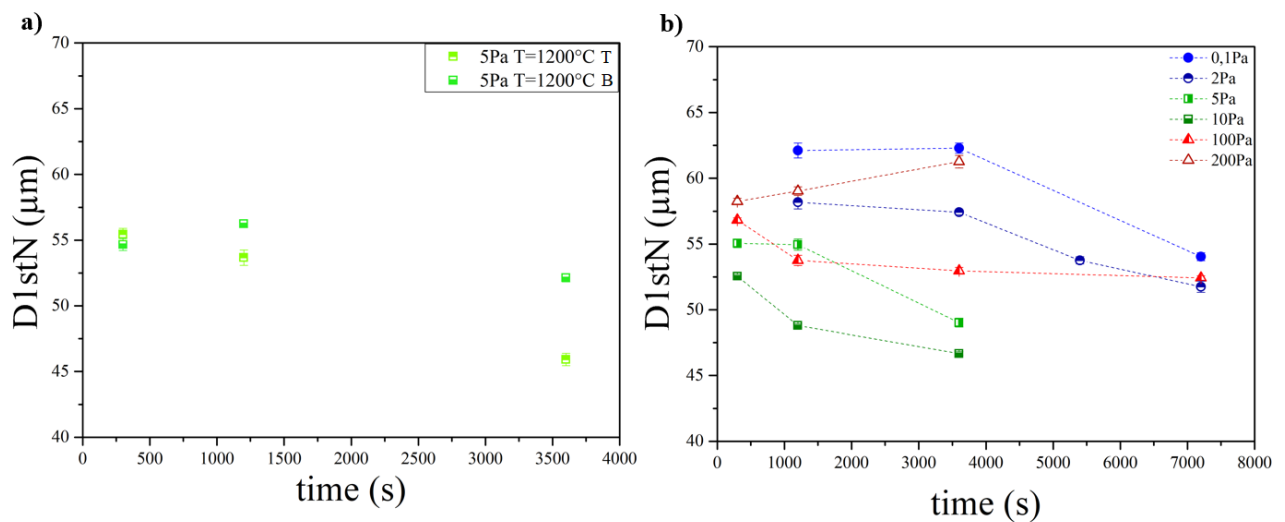 a)
70
65
60
55
50
45
40
D1stN (µm)
0
500
1000
1500
2000
2500
3000
3500
4000
time (s)
5Pa T=1200°C T
5Pa T=1200°C B
b)
70
65
60
55
50
45
40
D1stN (µm)
0
1000
2000
3000
4000
5000
6000
7000
8000
time (s)
0,1Pa
2Pa
5Pa
10Pa
100Pa
200Pa